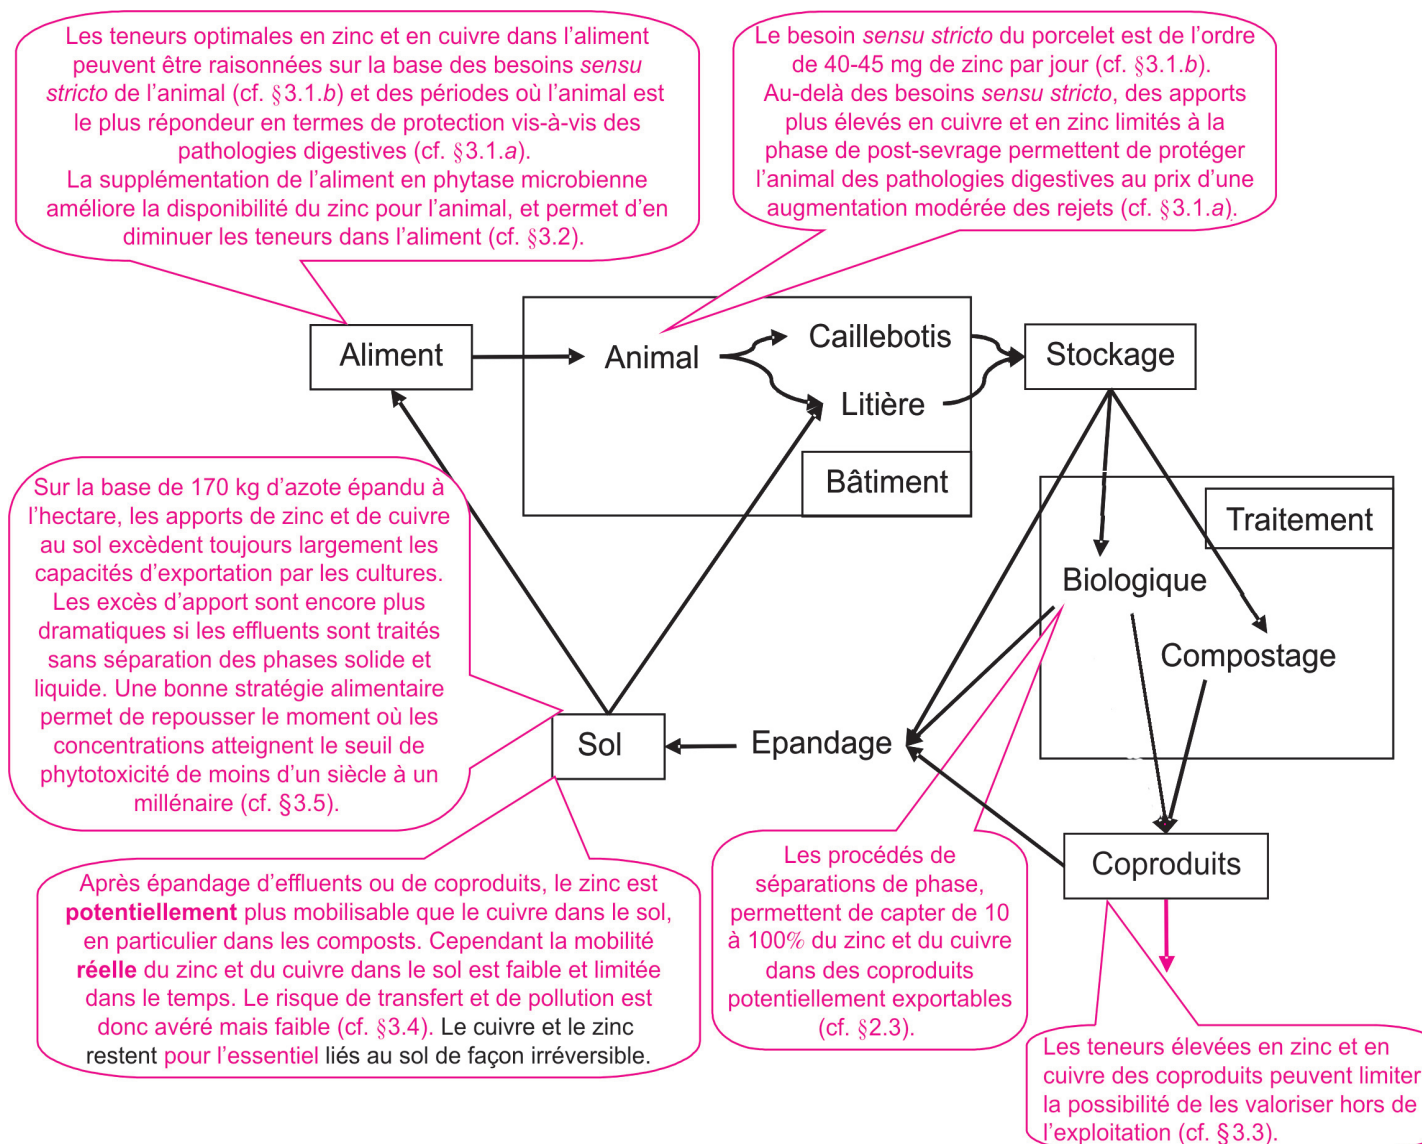 Les teneurs optimales en zinc et en cuivre dans l'aliment
peuvent être raisonnées sur la base des besoins sensu
stricto de l'animal (cf. §3.1.b) et des périodes où l'animal est
le plus répondeur en termes de protection vis-à-vis des
pathologies digestives (cf. §3.1.a).
La supplémentation de l'aliment en phytase microbienne
améliore la disponibilité du zinc pour l'animal, et permet d'en
diminuer les teneurs dans l'aliment (cf. §3.2).
Le besoin sensu stricto du porcelet est de l'ordre
de 40-45 mg de zinc par jour (cf. §3.1.b).
Au-delà des besoins sensu stricto, des apports
plus élevés en cuivre et en zinc limités à la
phase de post-sevrage permettent de protéger
l'animal des pathologies digestives au prix d'une
augmentation modérée des rejets (cf. §3.1.a).
Aliment
Animal
Caillebotis
Litière
Bâtiment
Stockage
Traitement
Biologique
Compostage
Sur la base de 170 kg d'azote épandu à
l'hectare, les apports de zinc et de cuivre
au sol excèdent toujours largement les
capacités d'exportation par les cultures.
Les excès d'apport sont encore plus
dramatiques si les effluents sont traités
sans séparation des phases solide et
liquide. Une bonne stratégie alimentaire
permet de repousser le moment où les
concentrations atteignent le seuil de
phytotoxicité de moins d'un siècle à un
millénaire (cf. §3.5).
Sol
Epandage
Coproduits
Après épandage d'effluents ou de coproduits, le zinc est
potentiellement plus mobilisable que le cuivre dans le sol,
en particulier dans les composts. Cependant la mobilité
réelle du zinc et du cuivre dans le sol est faible et limitée
dans le temps. Le risque de transfert et de pollution est
donc avéré mais faible (cf. §3.4). Le cuivre et le zinc
restent pour l'essentiel liés au sol de façon irréversible.
Les procédés de
séparations de phase,
permettent de capter de 10
à 100% du zinc et du cuivre
dans des coproduits
potentiellement exportables
(cf. §2.3).
Les teneurs élevées en zinc et en
cuivre des coproduits peuvent limiter
la possibilité de les valoriser hors de
l'exploitation (cf. §3.3).